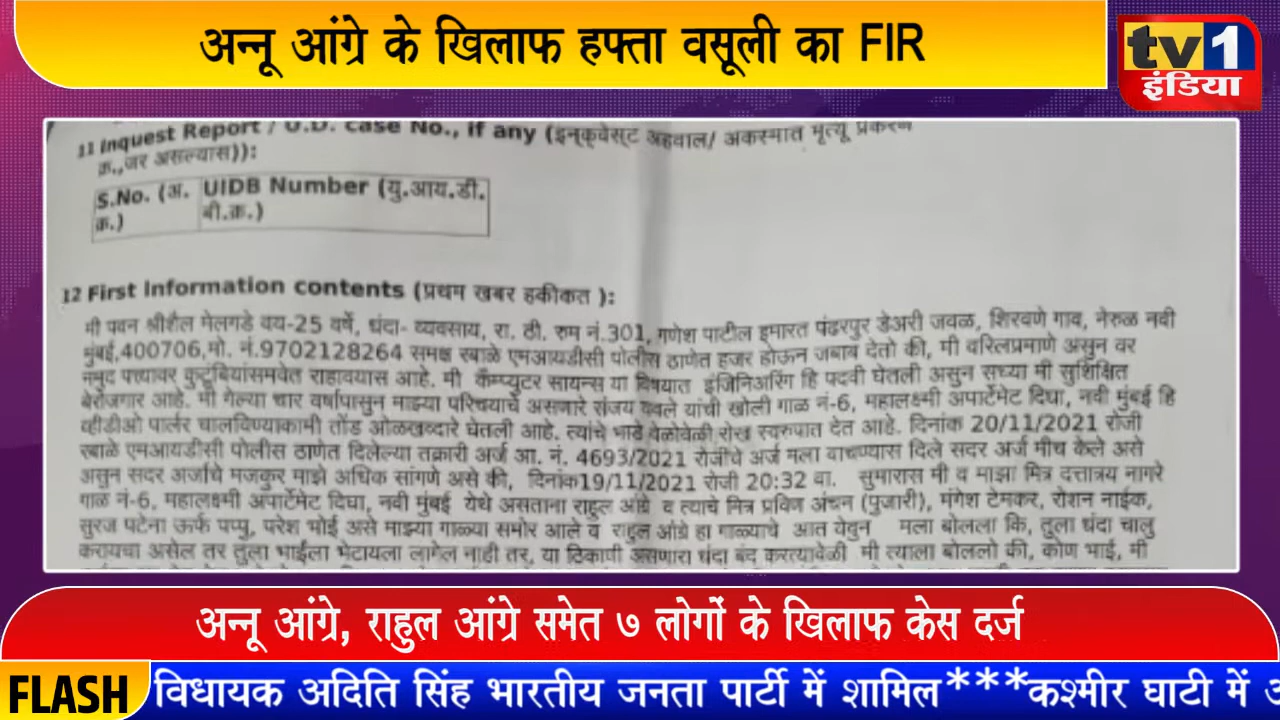 अन्नू आंग्रे के खिलाफ हफ्ता वसूली का FIR
tv1
इंडिया
11 Inquest Report / U.D. Case No., if any (इन्क्वेस्ट अहवाल/ अकस्मात मृत्यू प्रकरण
क्र.,जर असल्यास)):
S.No. (अ. UIDB Number (यु.आय.डी.
क्र.) बी.क्र.)
12 First Information contents (प्रथम खबर हकीकत ):
मी पवन श्रीशैल मेलगडे वय-25 वर्षे, धंदा- व्यवसाय, रा. ठी. रुम नं.301, गणेश पाटील इमारत पंढरपुर डेअरी जवळ, शिरवणे गाव, नेरुळ नवी
मुंबई,400706,मो. नं.9702128264 समक्ष रबाळे एमआयडीसी पोलीस ठाणेत हजर होऊन जबाब देतो की, मी वरिलप्रमाणे असुन वर
नमुद पत्त्यावर कुटुंबियांसमवेत राहावयास आहे. मी कॅम्प्युटर सायन्स या विषयात इंजिनिअरिंग हि पदवी घेतली असुन सध्या मी सुशिक्षित
बेरोजगार आहे. मी गेल्या चार वर्षापासुन माझ्या परिचयाचे असणारे संजय यवले यांची खोली गाळ नं-6, महालक्ष्मी अपार्टमेंट दिघा, नवी मुंबई हि
व्हीडीओ पार्लर चालविण्याकामी तोंड ओळखव्दारे घेतली आहे. त्यांचे भाडे वेळोवेळी रोख स्वरुपात देत आहे. दिनांक 20/11/2021 रोजी
रबाळे एमआयडीसी पोलीस ठाणेत दिलेल्या तक्रारी अर्ज आ. नं. 4693/2021 रोजीचे अर्ज मला वाचण्यास दिले सदर अर्ज मीच केले असे
असुन सदर अर्जाचे मजकुर माझे अधिक सांगणे असे की, दिनांक19/11/2021 रोजी 20:32 वा. सुमारास मी व माझा मित्र दत्तात्रय नागरे
गाळ नं-6, महालक्ष्मी अपार्टमेंट दिघा, नवी मुंबई येथे असताना राहुल आंग्रे व त्याचे मित्र प्रविण अंचन (पुजारी), मंगेश टेमकर, रोशन नाईक,
सुरज पटेना ऊर्फ पप्पु, परेश भोई असे माझ्या गाळ्या समोर आले व राहुल ऑग्रे हा गाळ्याचे आत येवुन मला बोलला कि, तुला धंदा चालु
करायचा असेल तर तुला भाईला भेटायला लागेल नाही तर, या ठिकाणी असणारा धंदा बंद करत्यावेळी मी त्याला बोललो की, कोण भाई, मी
अन्नू आंग्रे, राहुल आंग्रे समेत ७ लोगों के खिलाफ केस दर्ज
FLASH विधायक अदिति सिंह भारतीय जनता पार्टी में शामिल***कश्मीर घाटी में